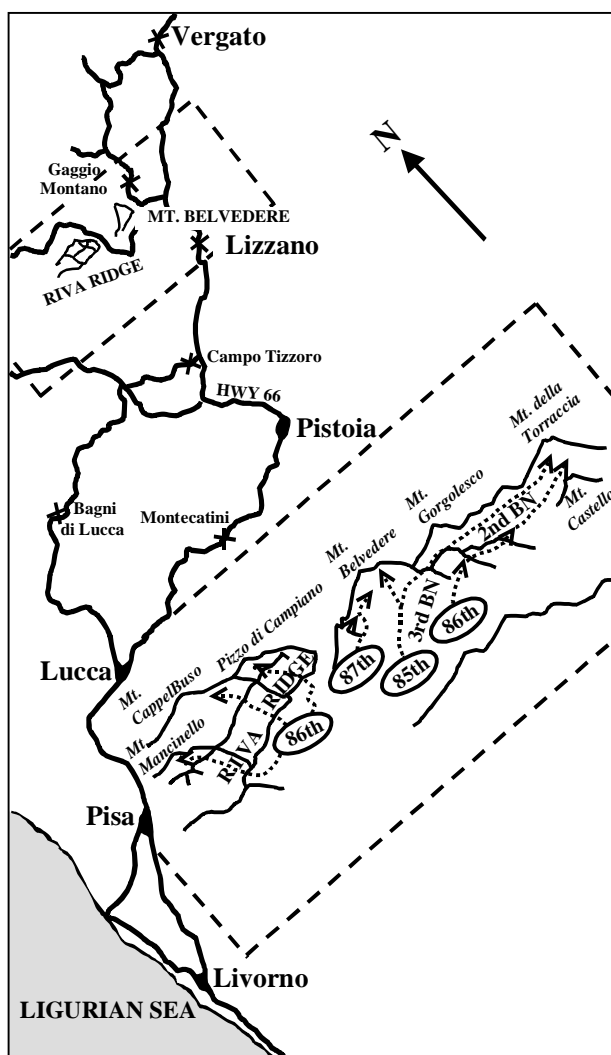 Vergato
N
Gaggio
Montano
MT. BELVEDERE
Lizzano
RIVA RIDGE
Campo Tizzoro
HWY 66
Pistoia
Mt. della
Torraccia
Bagni
di Lucca
Montecatini
Mt.
Gorgolesco
Mt.
Castello
2nd BN
Mt.
Belvedere
3rd BN
86th
Pizzo di Campiano
87th
85th
Lucca
Mt.
CappelBuso
Mt.
Mancinello
RIVA
RIDGE
86th
Pisa
Livorno
LIGURIAN SEA